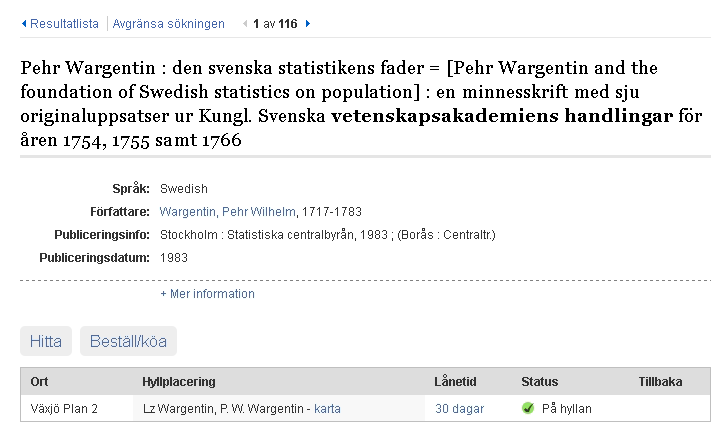 Resultatlista Avgränsa sökningen 1 av 116
Pehr Wargentin : den svenska statistikens fader = [Pehr Wargentin and the
foundation of Swedish statistics on population] : en minnesskrift med sju
originaluppsatser ur Kungl. Svenska vetenskapsakademiens handlingar för
åren 1754, 1755 samt 1766
Språk: Swedish
Författare: Wargentin, Pehr Wilhelm, 1717-1783
Publiceringsinfo: Stockholm : Statistiska centralbyrån, 1983 ; (Borås : Centraltr.)
Publiceringsdatum: 1983
+ Mer information
Hitta Beställ/köa
Ort Hyllplacering Lånetid Status Tillbaka
Växjö Plan 2 Lz Wargentin, P. W. Wargentin - karta 30 dagar På hyllan